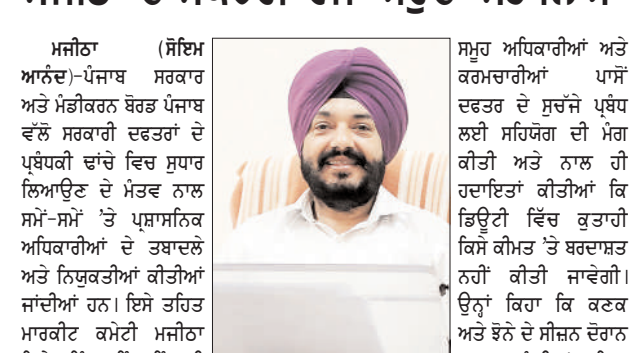 ਮਜੀਠਾ (ਸੋਇਮ
ਆਨੰਦ)-ਪੰਜਾਬ ਸਰਕਾਰ
ਅਤੇ ਮੰਡੀਕਰਨ ਬੋਰਡ ਪੰਜਾਬ
ਵੱਲੋ ਸਰਕਾਰੀ ਦਫਤਰਾਂ ਦੇ
ਪ੍ਰਬੰਧਕੀ ਢਾਂਚੇ ਵਿਚ ਸੁਧਾਰ
ਲਿਆਉਣ ਦੇ ਮੰਤਵ ਨਾਲ
ਸਮੇਂ-ਸਮੇਂ 'ਤੇ ਪ੍ਰਸ਼ਾਸਨਿਕ
ਅਧਿਕਾਰੀਆਂ ਦੇ ਤਬਾਦਲੇ
ਅਤੇ ਨਿਯੁਕਤੀਆਂ ਕੀਤੀਆਂ
ਜਾਂਦੀਆਂ ਹਨ। ਇਸੇ ਤਹਿਤ
ਮਾਰਕੀਟ ਕਮੇਟੀ ਮਜੀਠਾ
ਸਮੂਹ ਅਧਿਕਾਰੀਆਂ ਅਤੇ
ਕਰਮਚਾਰੀਆਂ ਪਾਸੋਂ
ਦਫਤਰ ਦੇ ਸੁਚੱਜੇ ਪ੍ਰਬੰਧ
ਲਈ ਸਹਿਯੋਗ ਦੀ ਮੰਗ
ਕੀਤੀ ਅਤੇ ਨਾਲ ਹੀ
ਹਦਾਇਤਾਂ ਕੀਤੀਆਂ ਕਿ
ਡਿਊਟੀ ਵਿੱਚ ਕੁਤਾਹੀ
ਕਿਸੇ ਕੀਮਤ 'ਤੇ ਬਰਦਾਸ਼ਤ
ਨਹੀਂ ਕੀਤੀ ਜਾਵੇਗੀ।
ਉਨ੍ਹਾਂ ਕਿਹਾ ਕਿ ਕਣਕ
ਅਤੇ ਝੋਨੇ ਦੇ ਸੀਜ਼ਨ ਦੌਰਾਨ